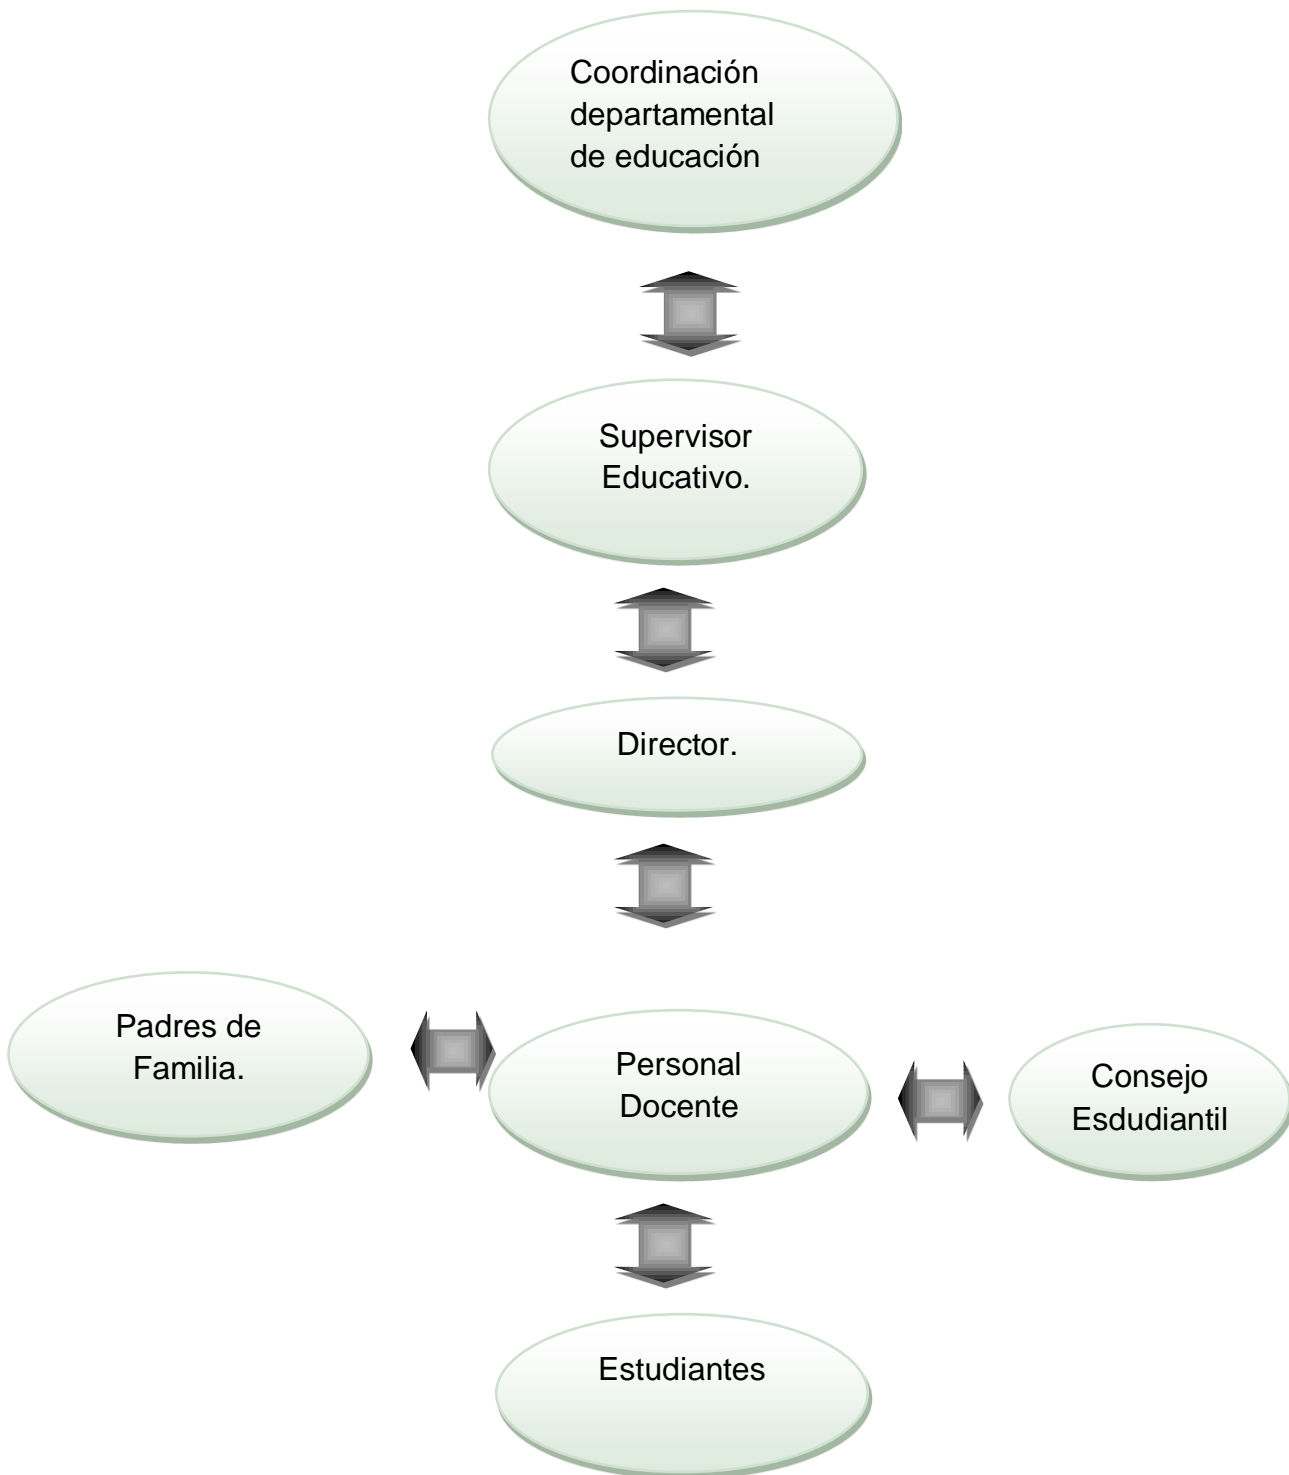 Coordinación
departamental
de educación
Supervisor
Educativo.
Director.
Padres de
Familia.
Personal
Docente
Consejo
Esdudiantil
Estudiantes